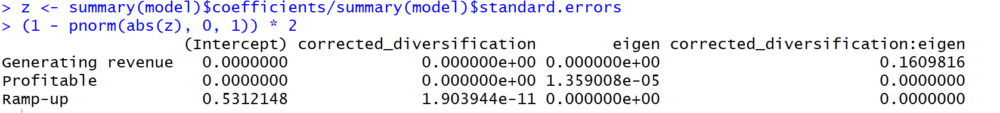 > z <- summary(model)$coefficients/summary(model)$standard.errors
> (1 - pnorm(abs(z), 0, 1)) * 2
(Intercept) corrected_diversification eigen corrected_diversification:eigen
Generating revenue 0.0000000 0.000000e+00 0.000000e+00 0.1609816
Profitable 0.0000000 0.000000e+00 1.359008e-05 0.0000000
Ramp-up 0.5312148 1.903944e-11 0.000000e+00 0.0000000